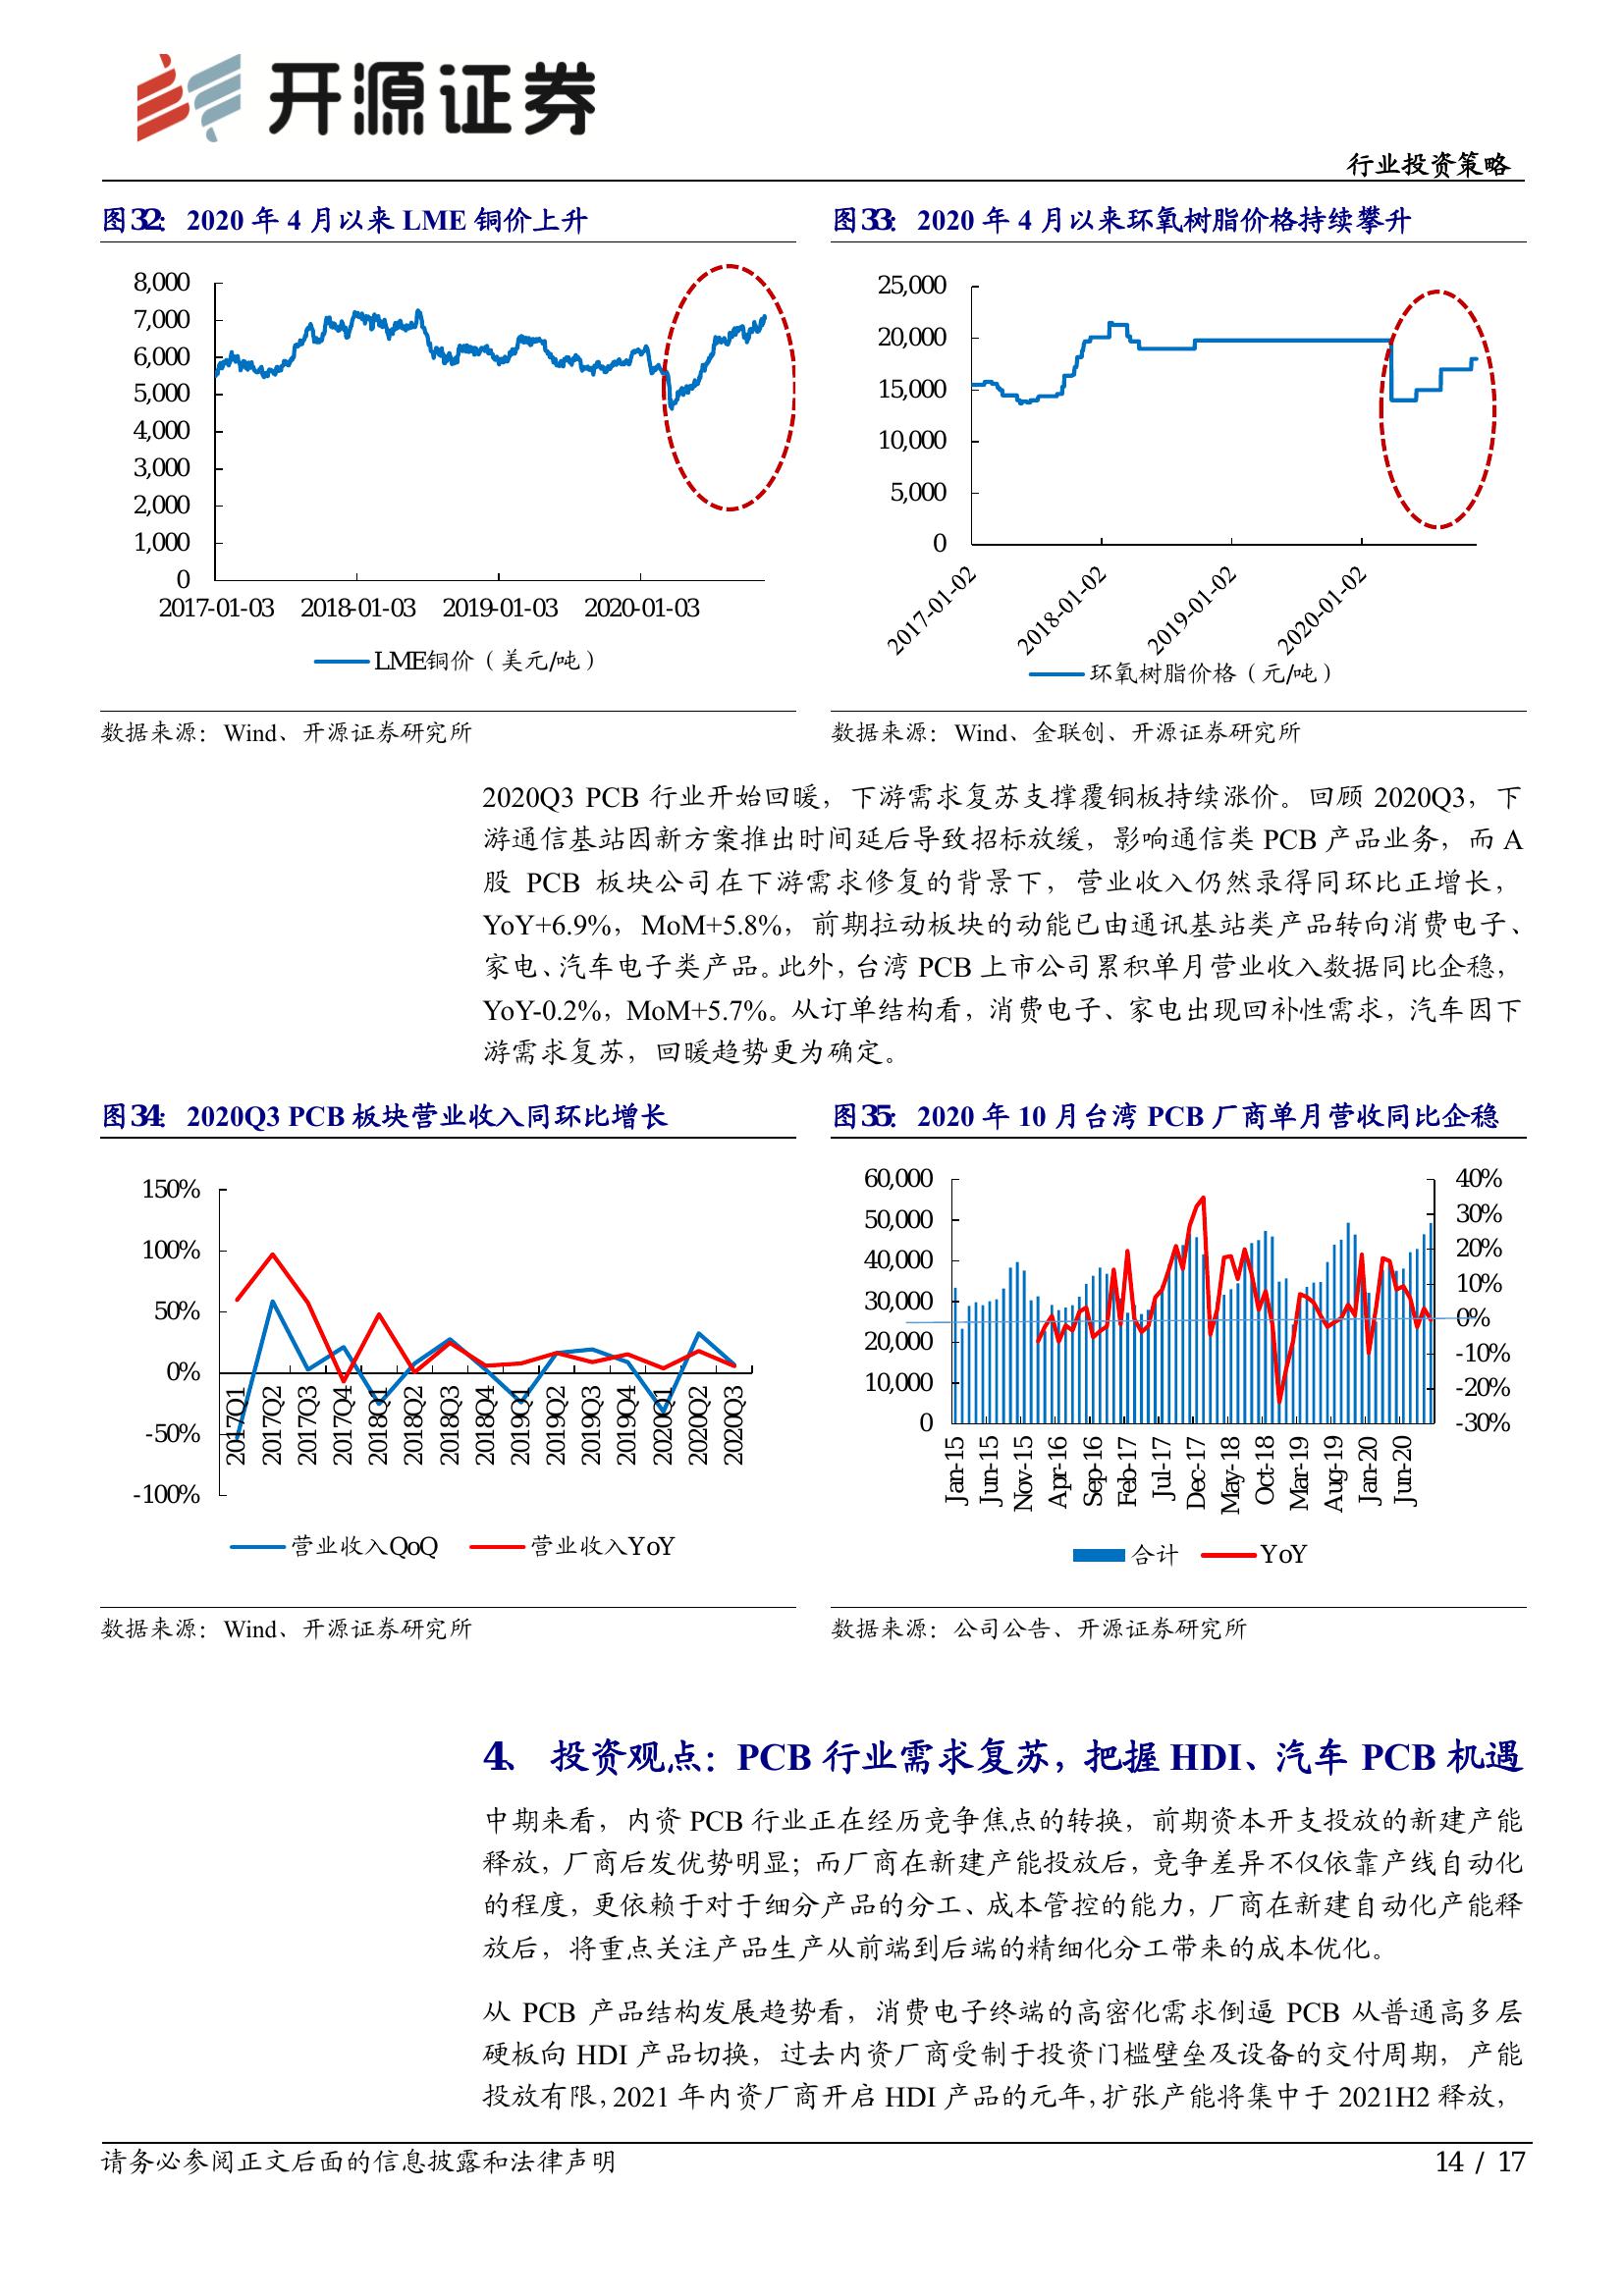 开源证券
行业投资策略
图32： 2020 年 4 月以来 LME 铜价上升
8,000
7,000
6,000
5,000
4,000
3,000
2,000
1,000
0
2017-01-03 2018-01-03 2019-01-03 2020-01-03
LME铜价（美元/吨）
数据来源：Wind、开源证券研究所
图33： 2020 年 4 月以来环氧树脂价格持续攀升
25,000
20,000
15,000
10,000
5,000
0
2017-01-02 2018-01-02 2019-01-02 2020-01-02
环氧树脂价格（元/吨）
数据来源：Wind、金联创、开源证券研究所
2020Q3 PCB 行业开始回暖，下游需求复苏支撑覆铜板持续涨价。回顾 2020Q3，下
游通信基站因新方案推出时间延后导致招标放缓，影响通信类 PCB 产品业务，而 A
股 PCB 板块公司在下游需求修复的背景下，营业收入仍然录得同环比正增长，
YoY+6.9%，MoM+5.8%，前期拉动板块的动能已由通讯基站类产品转向消费电子、
家电、汽车电子类产品。此外，台湾 PCB 上市公司累积单月营业收入数据同比企稳，
YoY-0.2%，MoM+5.7%。从订单结构看，消费电子、家电出现回补性需求，汽车因下
游需求复苏，回暖趋势更为确定。
图34： 2020Q3 PCB 板块营业收入同环比增长
150%
100%
50%
0%
-50%
-100%
2017Q1 2017Q2 2017Q3 2017Q4 2018Q1 2018Q2 2018Q3 2018Q4 2019Q1 2019Q2 2019Q3 2019Q4 2020Q1 2020Q2 2020Q3
营业收入QoQ 营业收入YoY
数据来源：Wind、开源证券研究所
图35： 2020 年 10 月台湾 PCB 厂商单月营收同比企稳
60,000
50,000
40,000
30,000
20,000
10,000
0
40%
30%
20%
10%
0%
-10%
-20%
-30%
Jan-15 Jun-15 Nov-15 Apr-16 Sep-16 Feb-17 Jul-17 Dec-17 May-18 Oct-18 Mar-19 Aug-19 Jan-20 Jun-20
合计 YoY
数据来源：公司公告、开源证券研究所
4、 投资观点：PCB 行业需求复苏，把握 HDI、汽车 PCB 机遇
中期来看，内资 PCB 行业正在经历竞争焦点的转换，前期资本开支投放的新建产能
释放，厂商后发优势明显；而厂商在新建产能投放后，竞争差异不仅依靠产线自动化
的程度，更依赖于对于细分产品的分工、成本管控的能力，厂商在新建自动化产能释
放后，将重点关注产品生产从前端到后端的精细化分工带来的成本优化。
从 PCB 产品结构发展趋势看，消费电子终端的高密化需求倒逼 PCB 从普通高多层
硬板向 HDI 产品切换，过去内资厂商受制于投资门槛壁垒及设备的交付周期，产能
投放有限，2021 年内资厂商开启 HDI 产品的元年，扩张产能将集中于 2021H2 释放，
请务必参阅正文后面的信息披露和法律声明
14 / 17